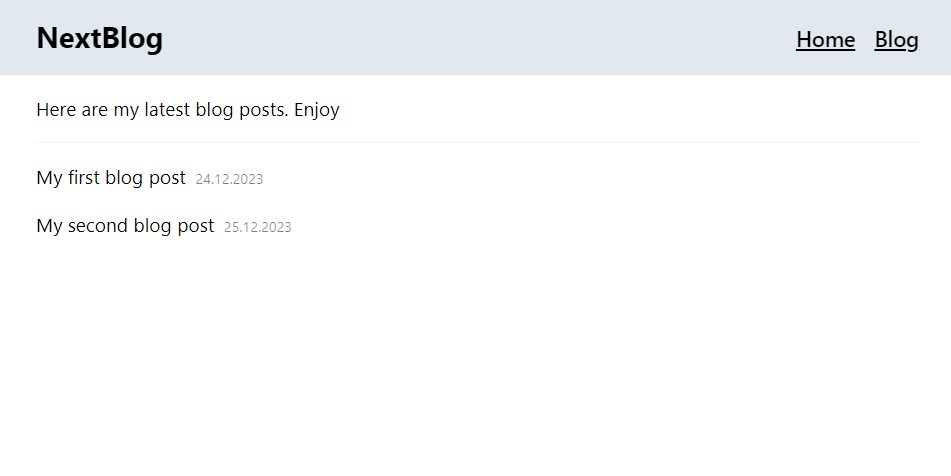 NextBlog Home Blog
Here are my latest blog posts. Enjoy
My first blog post 24.12.2023
My second blog post 25.12.2023